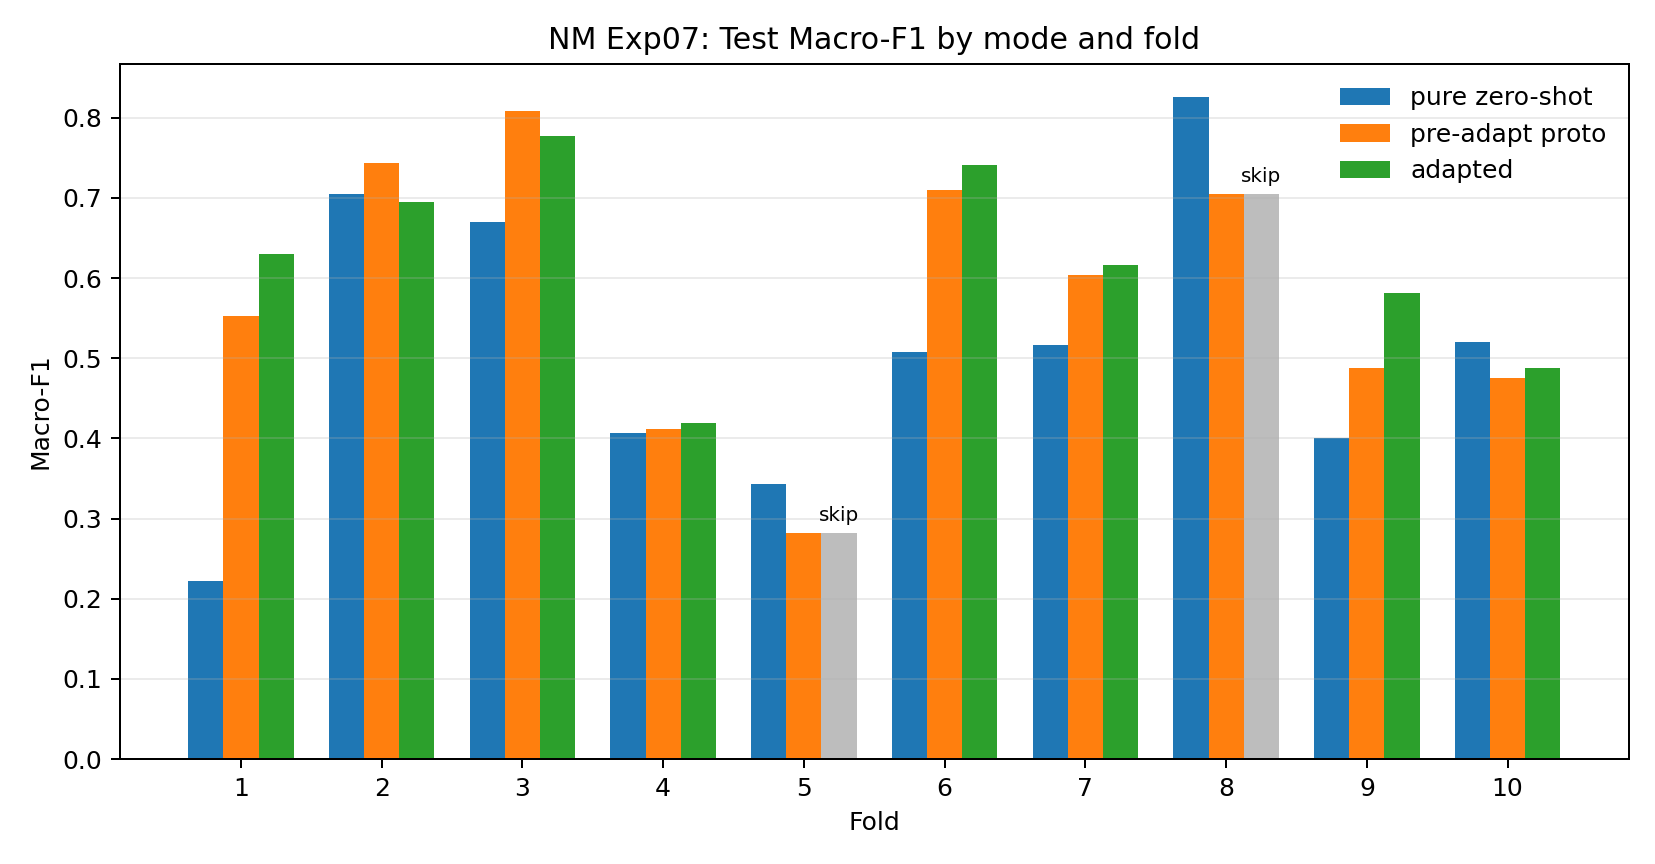 NM Exp07: Test Macro-F1 by mode and fold
pure zero-shot
pre-adapt proto
adapted
skip
skip
Macro-F1
0.8
0.7
0.6
0.5
0.4
0.3
0.2
0.1
0.0
1 2 3 4 5 6 7 8 9 10
Fold